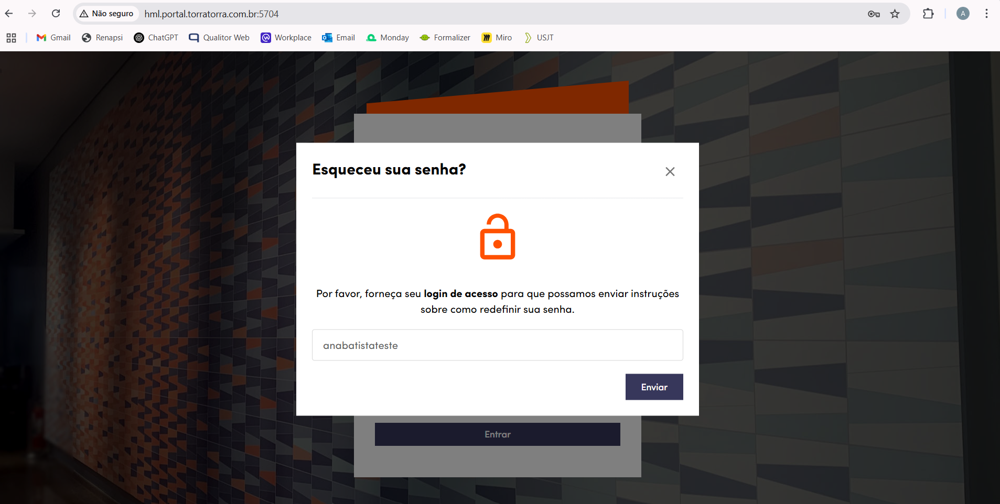 Não seguro hml.portal.torratorra.com.br:5704 A
Gmail Renapsi ChatGPT Qualitor Web Workplace Email Monday Formalizer Miro USJT
Esqueceu sua senha?
Por favor, forneça seu login de acesso para que possamos enviar instruções
sobre como redefinir sua senha.
anabatistateste
Enviar
Entrar